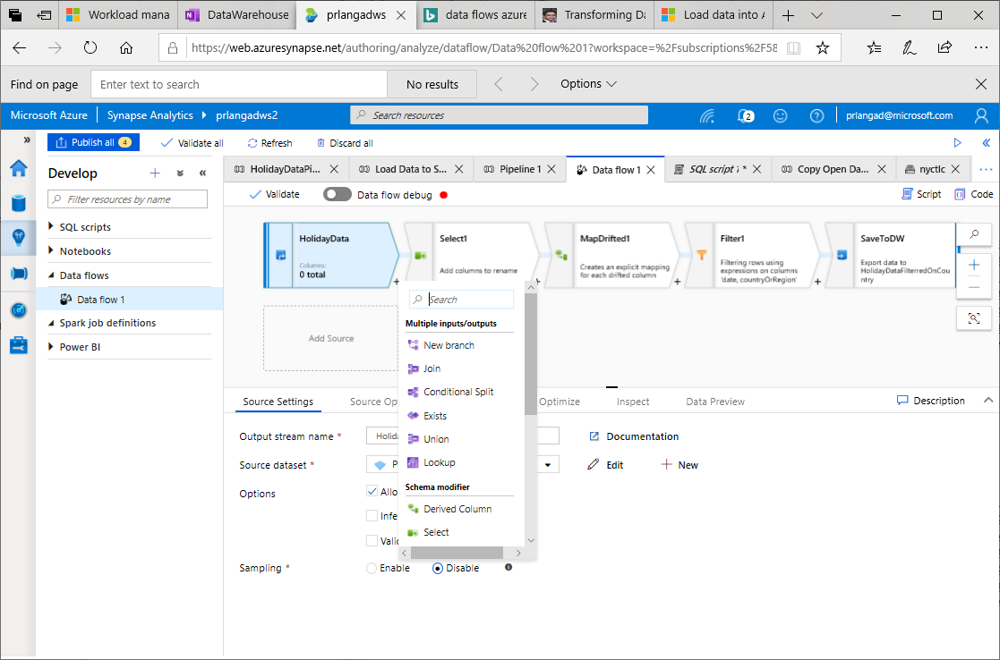 Workload mana
DataWarehouse
prlangadws
data flows azure
Transforming Da
Load data into A
https://web.azuresynapse.net/authoring/analyze/dataflow/Data%20flow%201?workspace=%2Fsubscriptions%2F58
Find on page
Enter text to search
No results
Options
Microsoft Azure
Synapse Analytics
prlangadws2
Search resources
2
prlangad@microsoft.com
Publish all 4
Validate all
Refresh
Discard all
Develop
Filter resources by name
SQL scripts
Notebooks
Data flows
Data flow 1
Spark job definitions
Power BI
HolidayDataPi...
Load Data to S...
Pipeline 1
Data flow 1
SQL script 1 *
Copy Open Da...
nyctlc
Validate
Data flow debug
Script
Code
HolidayData
Columns:
0 total
Select1
Add columns to rename
MapDrifted1
Creates an explicit mapping
for each drifted column
Filter1
Filtering rows using
expressions on columns
'date, countryOrRegion'
SaveToDW
Export data to
HolidayDataFilterredOnCou
ntry
Add Source
Search
Multiple inputs/outputs
New branch
Join
Conditional Split
Exists
Union
Lookup
Schema modifier
Derived Column
Select
Source Settings
Source Op
Optimize
Inspect
Data Preview
Description
Output stream name *
Holida
Documentation
Source dataset *
P
Edit
New
Options
Allo
Infe
Valid
Sampling *
Enable
Disable